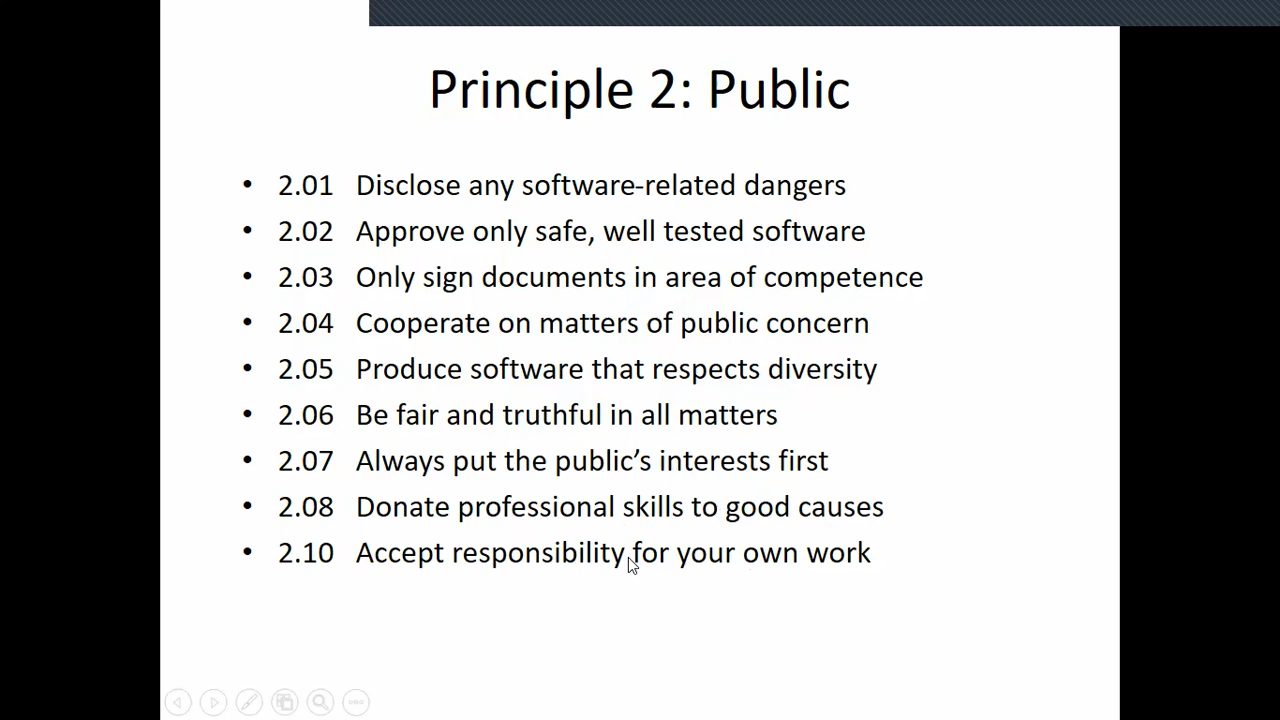 Principle 2: Public
• 2.01 Disclose any software-related dangers
• 2.02 Approve only safe, well tested software
• 2.03 Only sign documents in area of competence
• 2.04 Cooperate on matters of public concern
• 2.05 Produce software that respects diversity
• 2.06 Be fair and truthful in all matters
• 2.07 Always put the public’s interests first
• 2.08 Donate professional skills to good causes
• 2.10 Accept responsibility for your own work